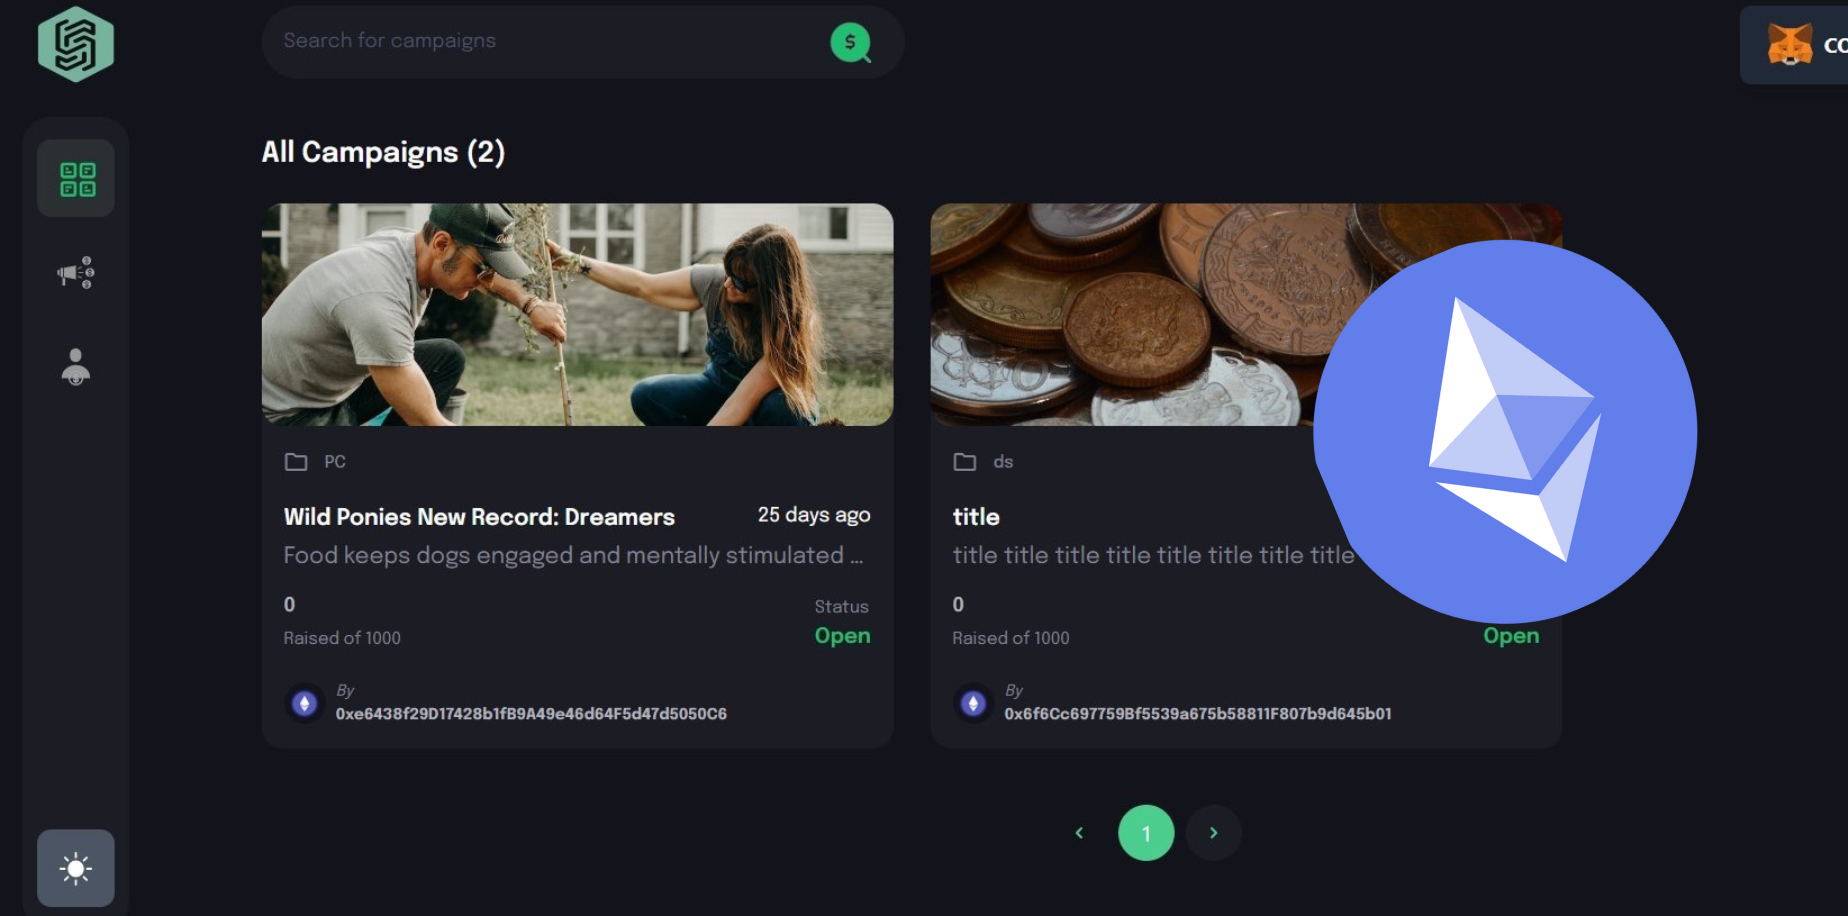 Search for campaigns
$
CO
All Campaigns (2)
PC
Wild Ponies New Record: Dreamers
25 days ago
Food keeps dogs engaged and mentally stimulated ...
0
Status
Raised of 1000
Open
By
0xe6438f29D17428b1fB9A49e46d64F5d47d5050C6
ds
title
title title title title title title title title
0
Raised of 1000
Open
By
0x6f6Cc697759Bf5539a675b58811F807b9d645b01
1